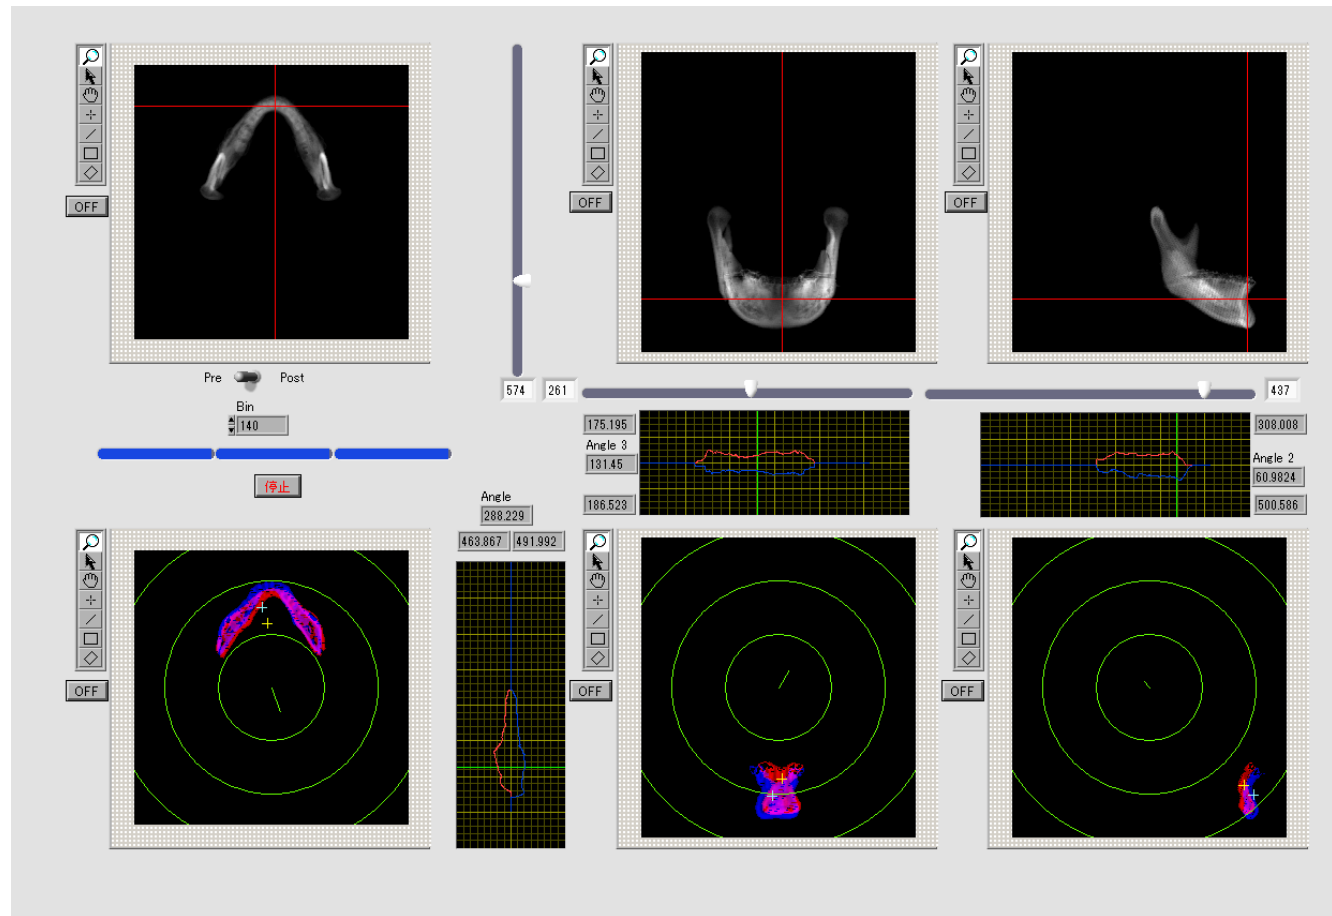 OFF
OFF
OFF
Pre Post
574 261 437
Bin
140
175.195 308.008
Angle 3
131.45
Angle 2
60.9824
停止
186.523 500.586
Angle
288.229
463.867 491.992
OFF
OFF
OFF